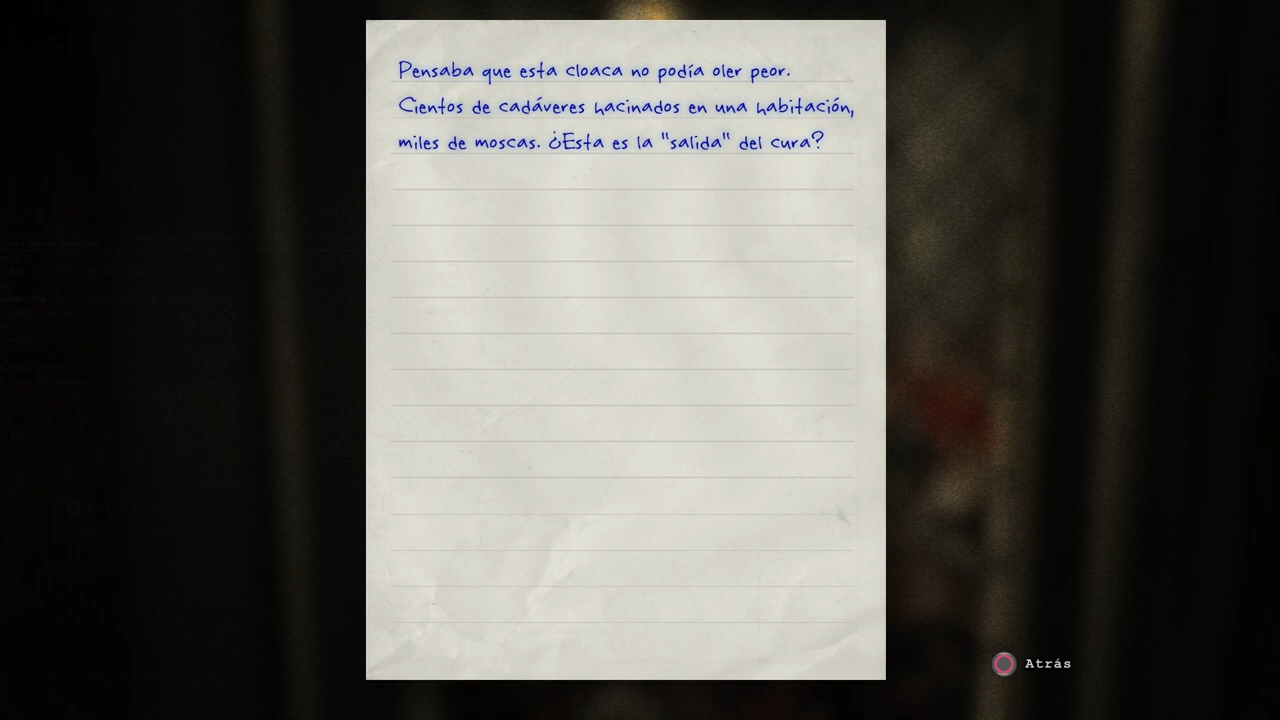 Pensaba que esta cloaca no podía oler peor.
Cientos de cadáveres hacinados en una habitación,
miles de moscas. ¿Esta es la "salida" del cura?
Atrás